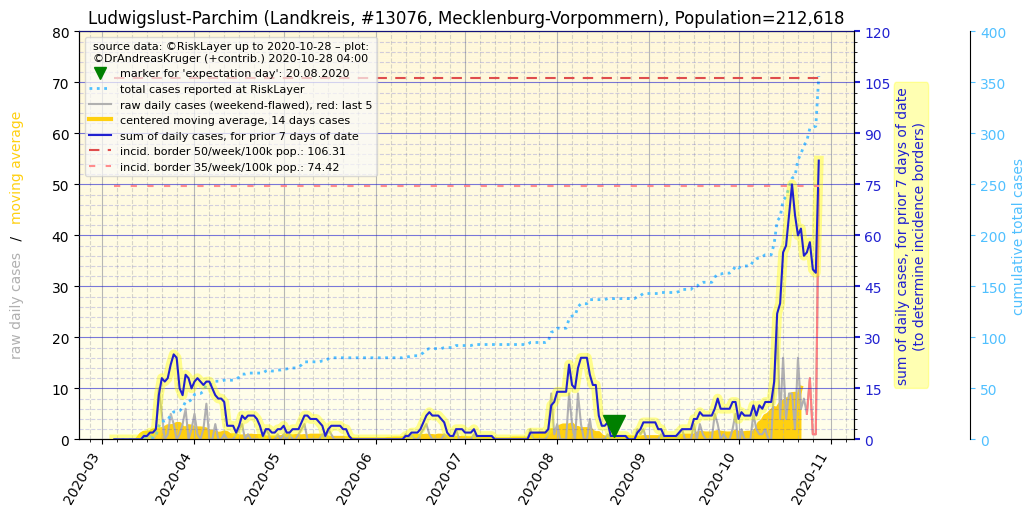 Ludwigslust-Parchim (Landkreis, #13076, Mecklenburg-Vorpommern), Population=212,618
source data: ©RiskLayer up to 2020-10-28 – plot:
©DrAndreasKruger (+contrib.) 2020-10-28 04:00
marker for 'expectation day': 20.08.2020
total cases reported at RiskLayer
raw daily cases (weekend-flawed), red: last 5
centered moving average, 14 days cases
sum of daily cases, for prior 7 days of date
incid. border 50/week/100k pop.: 106.31
incid. border 35/week/100k pop.: 74.42
raw daily cases / moving average
80
70
60
50
40
30
20
10
0
120
105
90
75
60
45
30
15
0
sum of daily cases, for prior 7 days of date
(to determine incidence borders)
400
350
300
250
200
150
100
50
0
cumulative total cases
2020-03
2020-04
2020-05
2020-06
2020-07
2020-08
2020-09
2020-10
2020-11